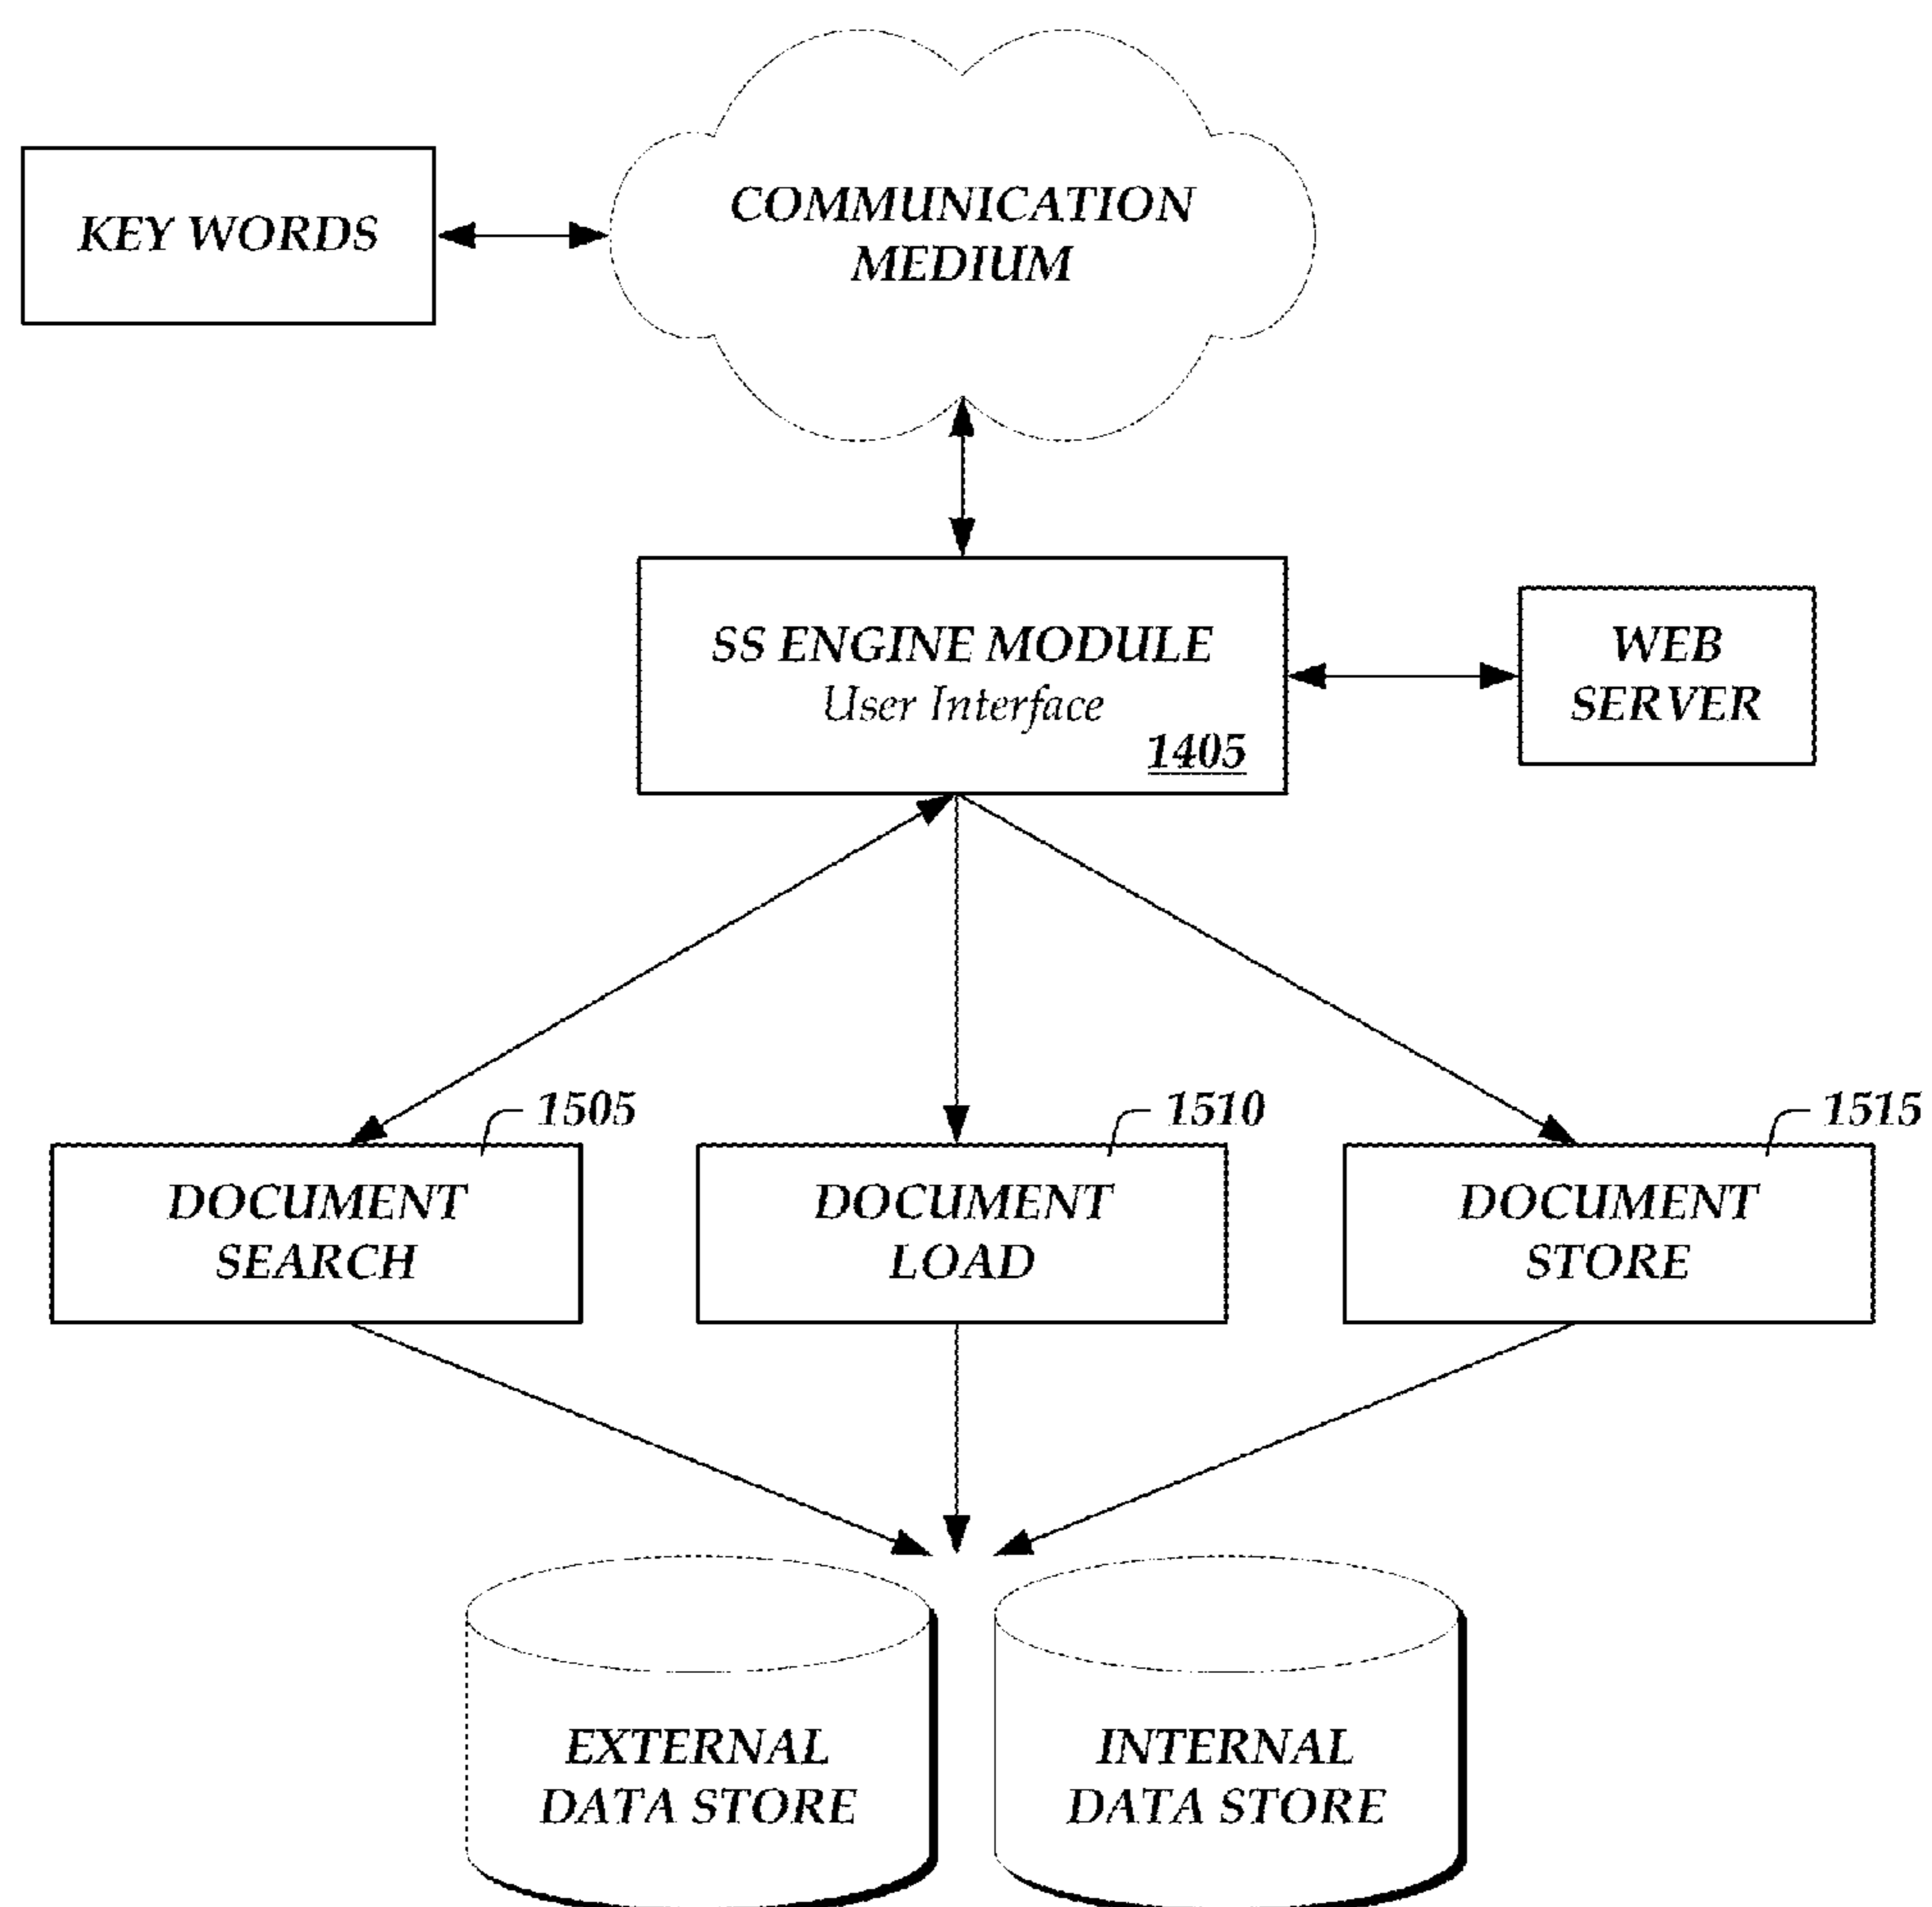 KEY WORDS
COMMUNICATION
MEDIUM
SS ENGINE MODULE
User Interface
1405
WEB
SERVER
1505
DOCUMENT
SEARCH
1510
DOCUMENT
LOAD
1515
DOCUMENT
STORE
EXTERNAL
DATA STORE
INTERNAL
DATA STORE